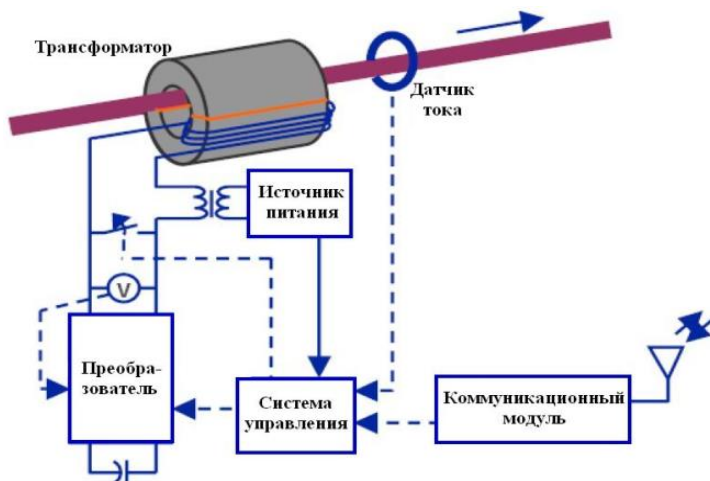 Трансформатор
Датчик
тока
Источник
питания
V
Преобра-
зователь
Система
управления
Коммуникационный
модуль